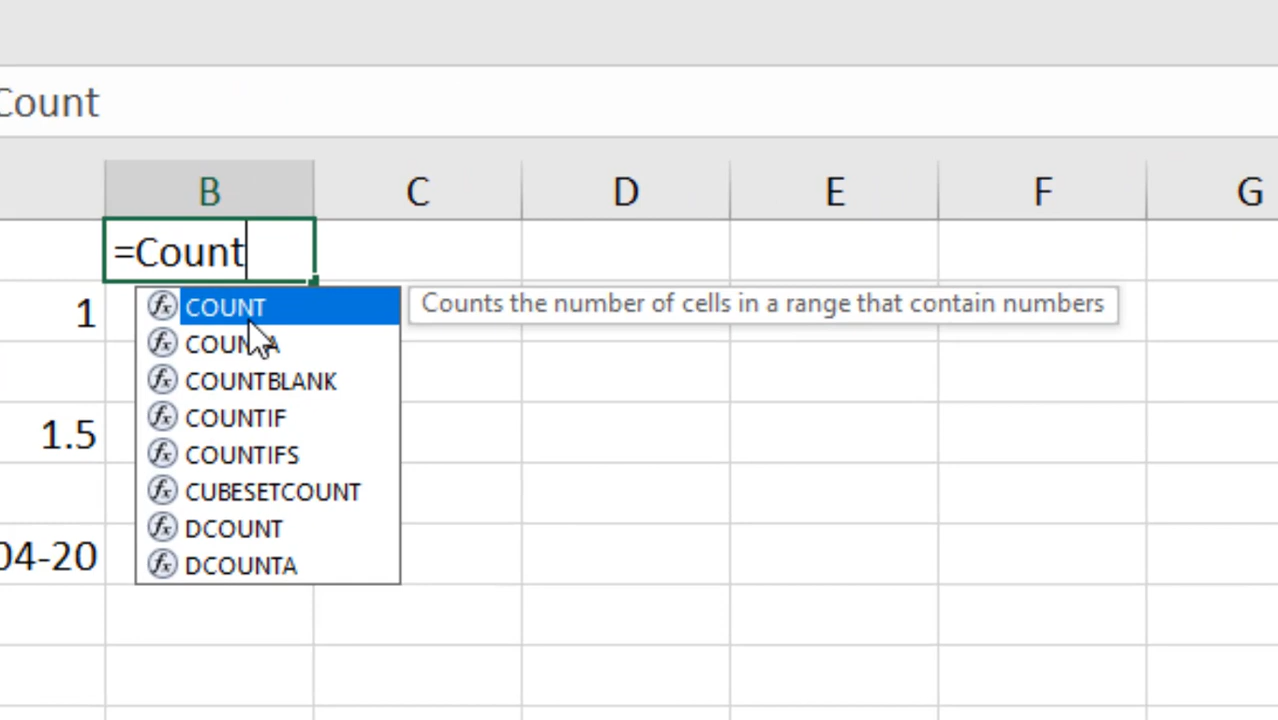 Count
B C D E F G
=Count
COUNT Counts the number of cells in a range that contain numbers
1
COUNTA
COUNTBLANK
COUNTIF
1.5
COUNTIFS
CUBESETCOUNT
DCOUNT
04-20
DCOUNTA